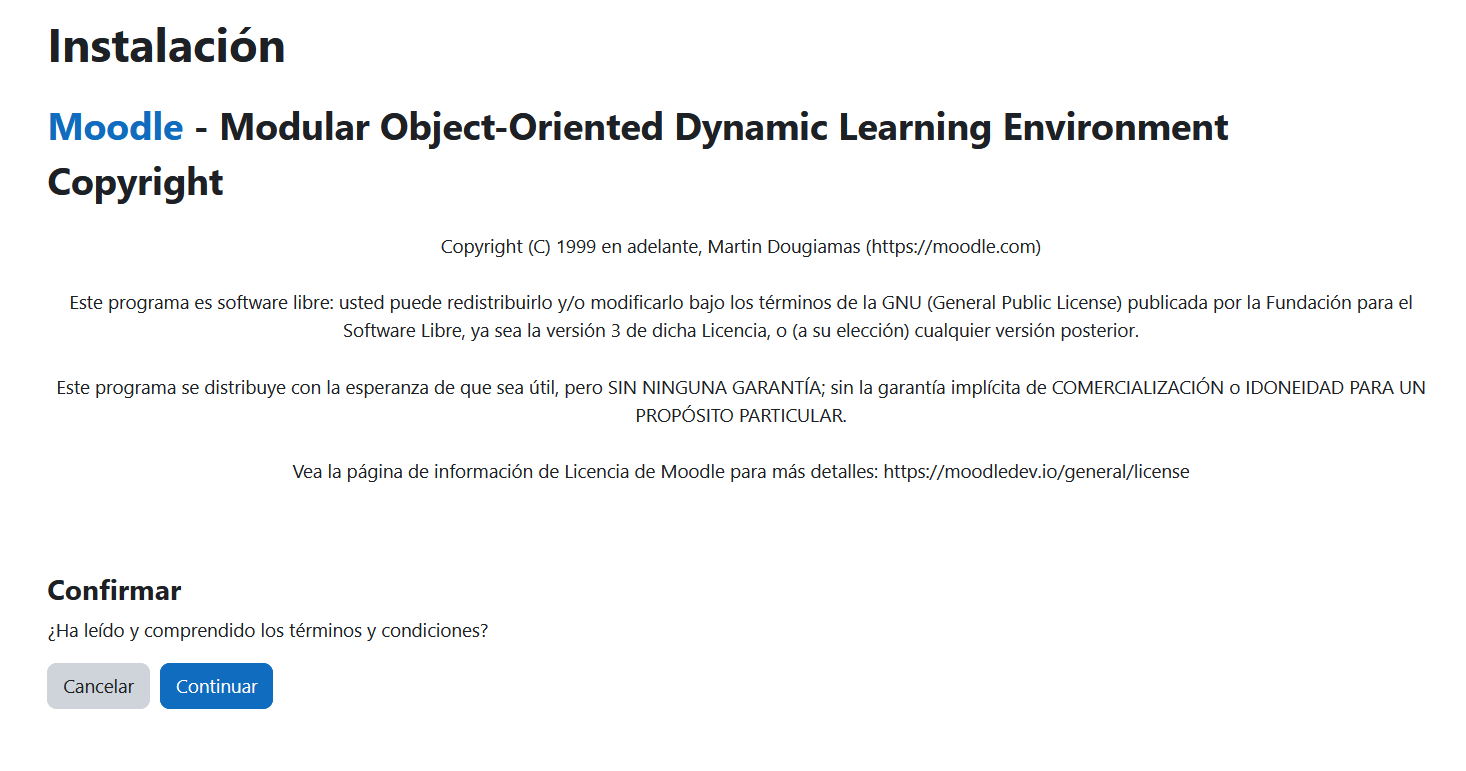 Instalación
Moodle - Modular Object-Oriented Dynamic Learning Environment
Copyright
Copyright (C) 1999 en adelante, Martin Dougiamas (https://moodle.com)
Este programa es software libre: usted puede redistribuirlo y/o modificarlo bajo los términos de la GNU (General Public License) publicada por la Fundación para el
Software Libre, ya sea la versión 3 de dicha Licencia, o (a su elección) cualquier versión posterior.
Este programa se distribuye con la esperanza de que sea útil, pero SIN NINGUNA GARANTÍA; sin la garantía implícita de COMERCIALIZACIÓN o IDONEIDAD PARA UN
PROPÓSITO PARTICULAR.
Vea la página de información de Licencia de Moodle para más detalles: https://moodledev.io/general/license
Confirmar
¿Ha leído y comprendido los términos y condiciones?
Cancelar Continuar